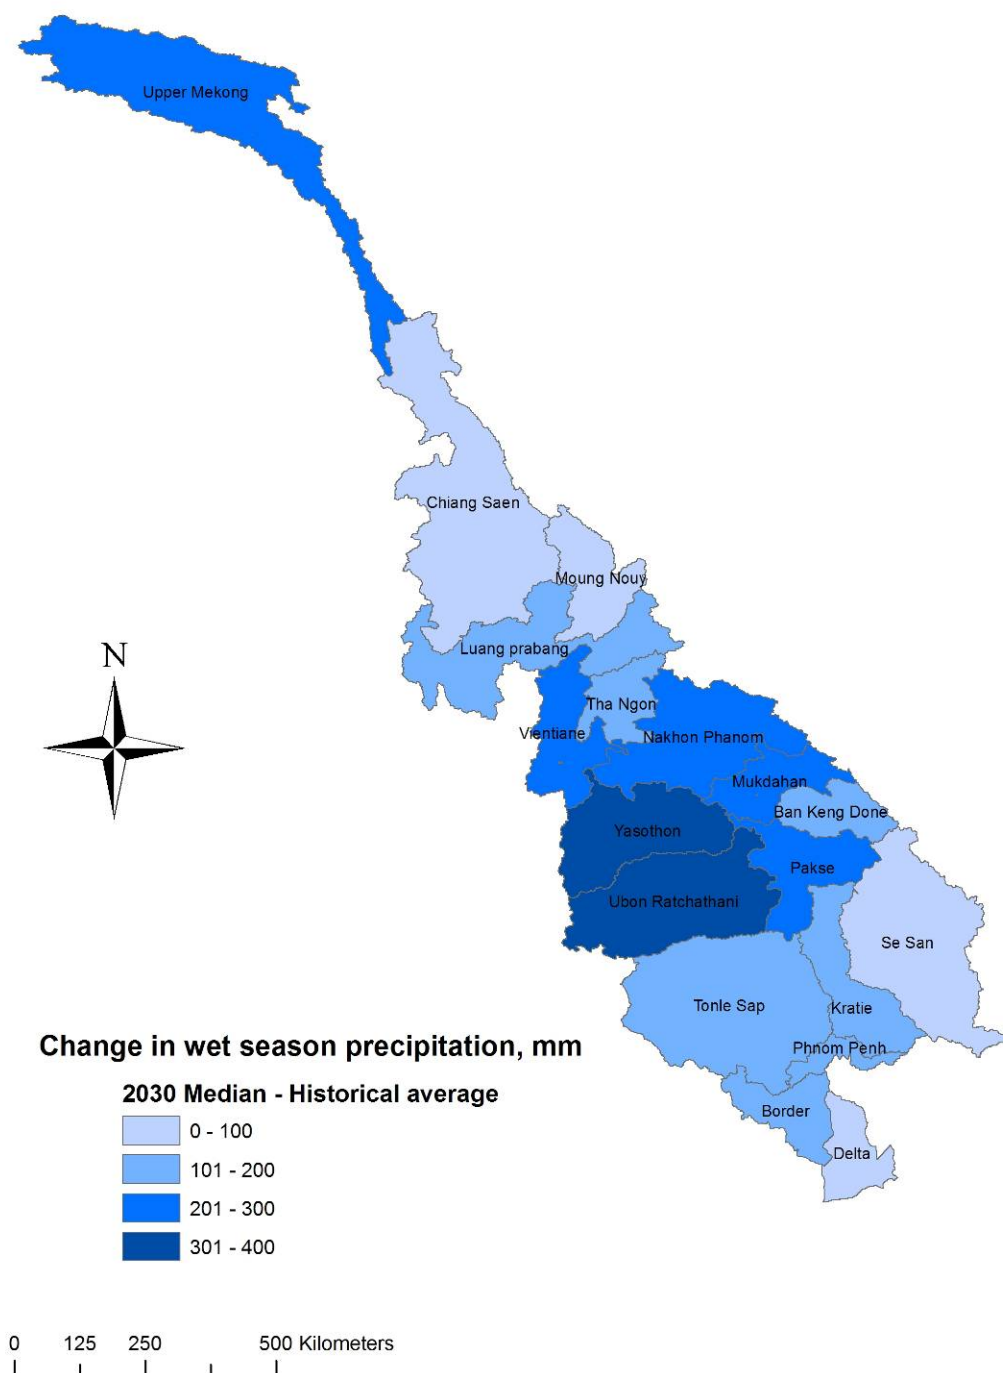 Upper Mekong
Chiang Saen
Moung Nouy
Luang prabang
N
Tha Ngon
Vientiane
Nakhon Phanom
Mukdahan
Ban Keng Done
Yasothon
Pakse
Ubon Ratchathani
Se San
Tonle Sap
Kratie
Phnom Penh
Border
Delta
Change in wet season precipitation, mm
2030 Median - Historical average
0 - 100
101 - 200
201 - 300
301 - 400
0 125 250 500 Kilometers